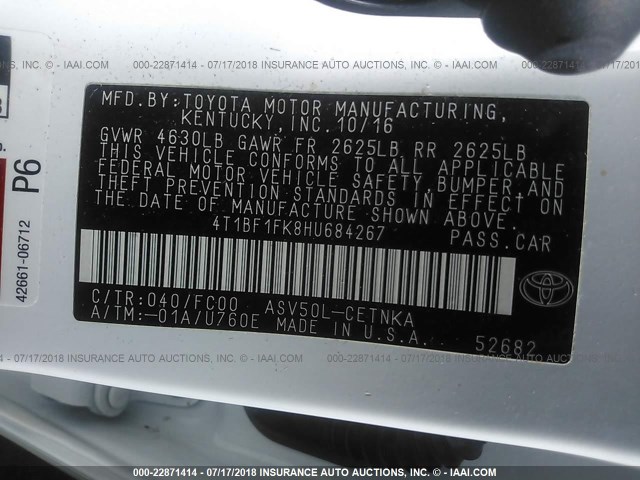 000-22871414 - 07/17/2018 INSURANCE AUTO AUCTIONS, INC. - © IAAI.COM
MFD. BY: TOYOTA MOTOR MANUFACTURING,
KENTUCKY, INC. 10/16
GVWR 4630LB GAWR FR 2625LB RR 2625LB
THIS VEHICLE CONFORMS TO ALL APPLICABLE
FEDERAL MOTOR VEHICLE SAFETY, BUMPER, AND
THEFT PREVENTION STANDARDS IN EFFECT ON
THE DATE OF MANUFACTURE SHOWN ABOVE.
4T1BF1FK8HU684267 PASS.CAR
C/TR: 040/FC00 ASV50L-CETNKA
A/TM: -01A/U760E MADE IN U.S.A. 52682
P6
42661-06712
000-22871414 - 07/17/2018 INSURANCE AUTO AUCTIONS, INC. - © IAAI.COM
000-22871414 - 07/17/2018 INSURANCE AUTO AUCTIONS, INC. - © IAAI.COM